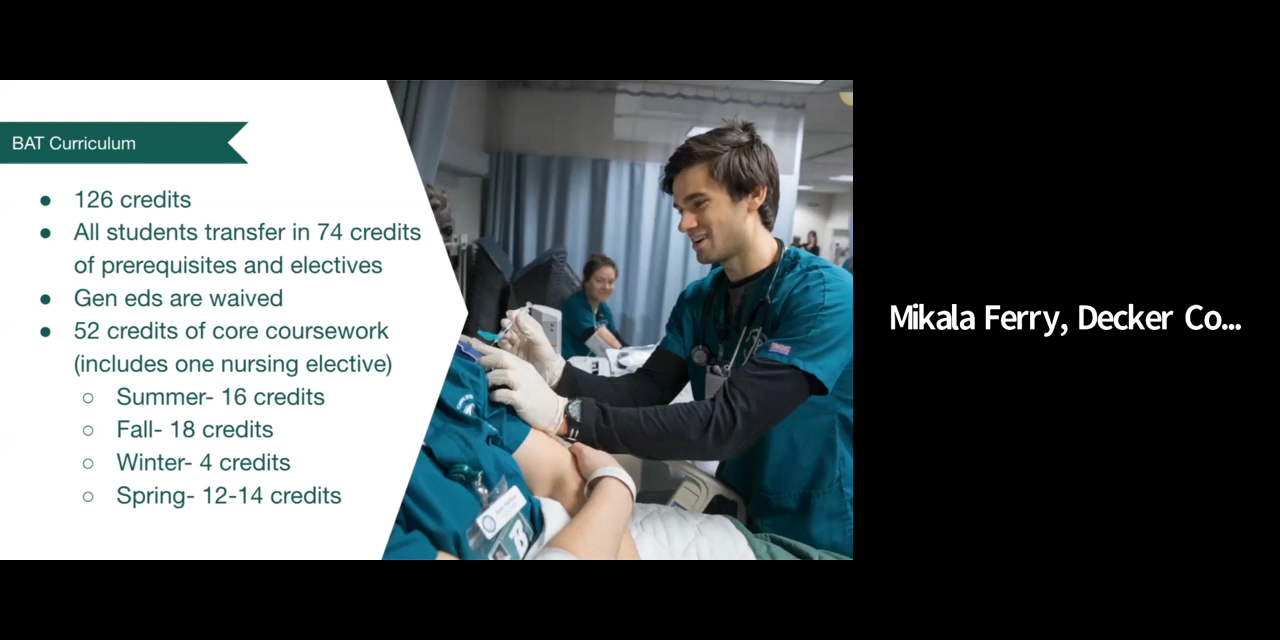 BAT Curriculum
● 126 credits
● All students transfer in 74 credits
of prerequisites and electives
● Gen eds are waived
● 52 credits of core coursework
(includes one nursing elective)
○ Summer- 16 credits
○ Fall- 18 credits
○ Winter- 4 credits
○ Spring- 12-14 credits
Mikala Ferry, Decker Co...
B